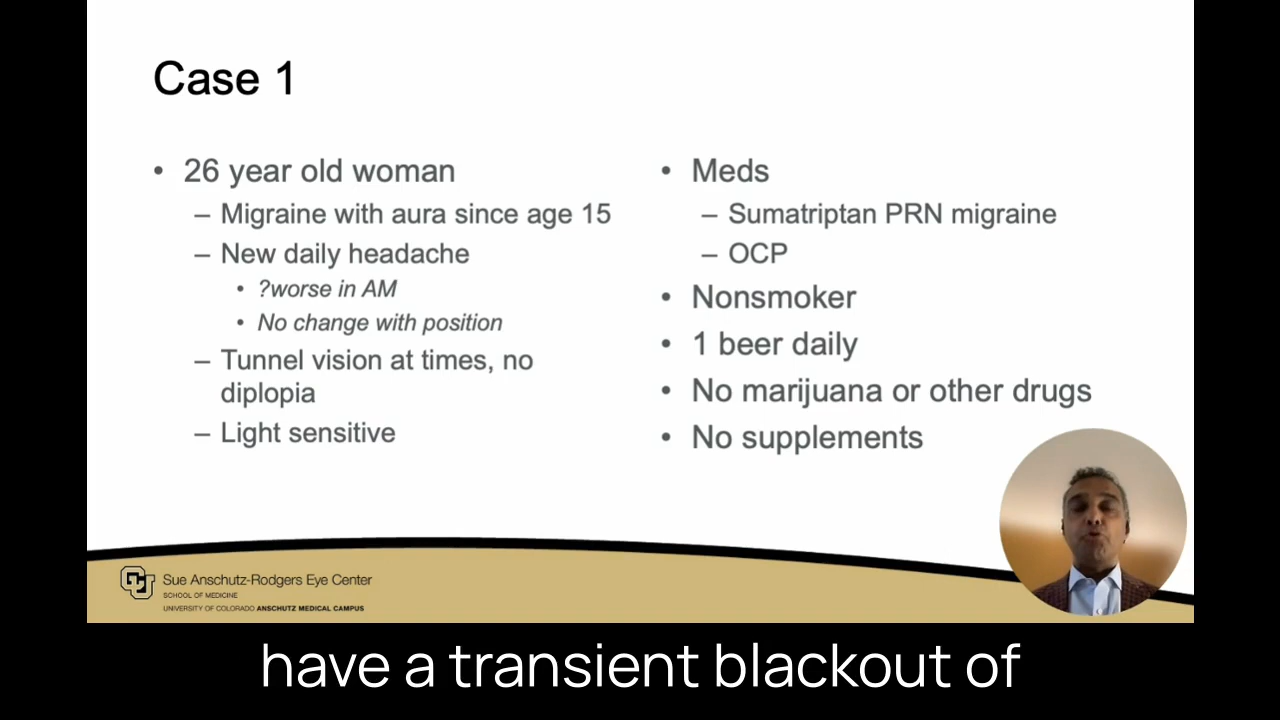 Case 1
• 26 year old woman
– Migraine with aura since age 15
– New daily headache
• ?worse in AM
• No change with position
– Tunnel vision at times, no
diplopia
– Light sensitive
• Meds
– Sumatriptan PRN migraine
– OCP
• Nonsmoker
• 1 beer daily
• No marijuana or other drugs
• No supplements
Sue Anschutz-Rodgers Eye Center
SCHOOL OF MEDICINE
UNIVERSITY OF COLORADO ANSCHUTZ MEDICAL CAMPUS
have a transient blackout of